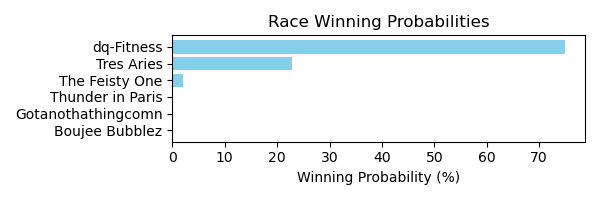 Race Winning Probabilities
dq-Fitness
Tres Aries
The Feisty One
Thunder in Paris
Gotanothathingcomn
Boujee Bubblez
0 10 20 30 40 50 60 70
Winning Probability (%)